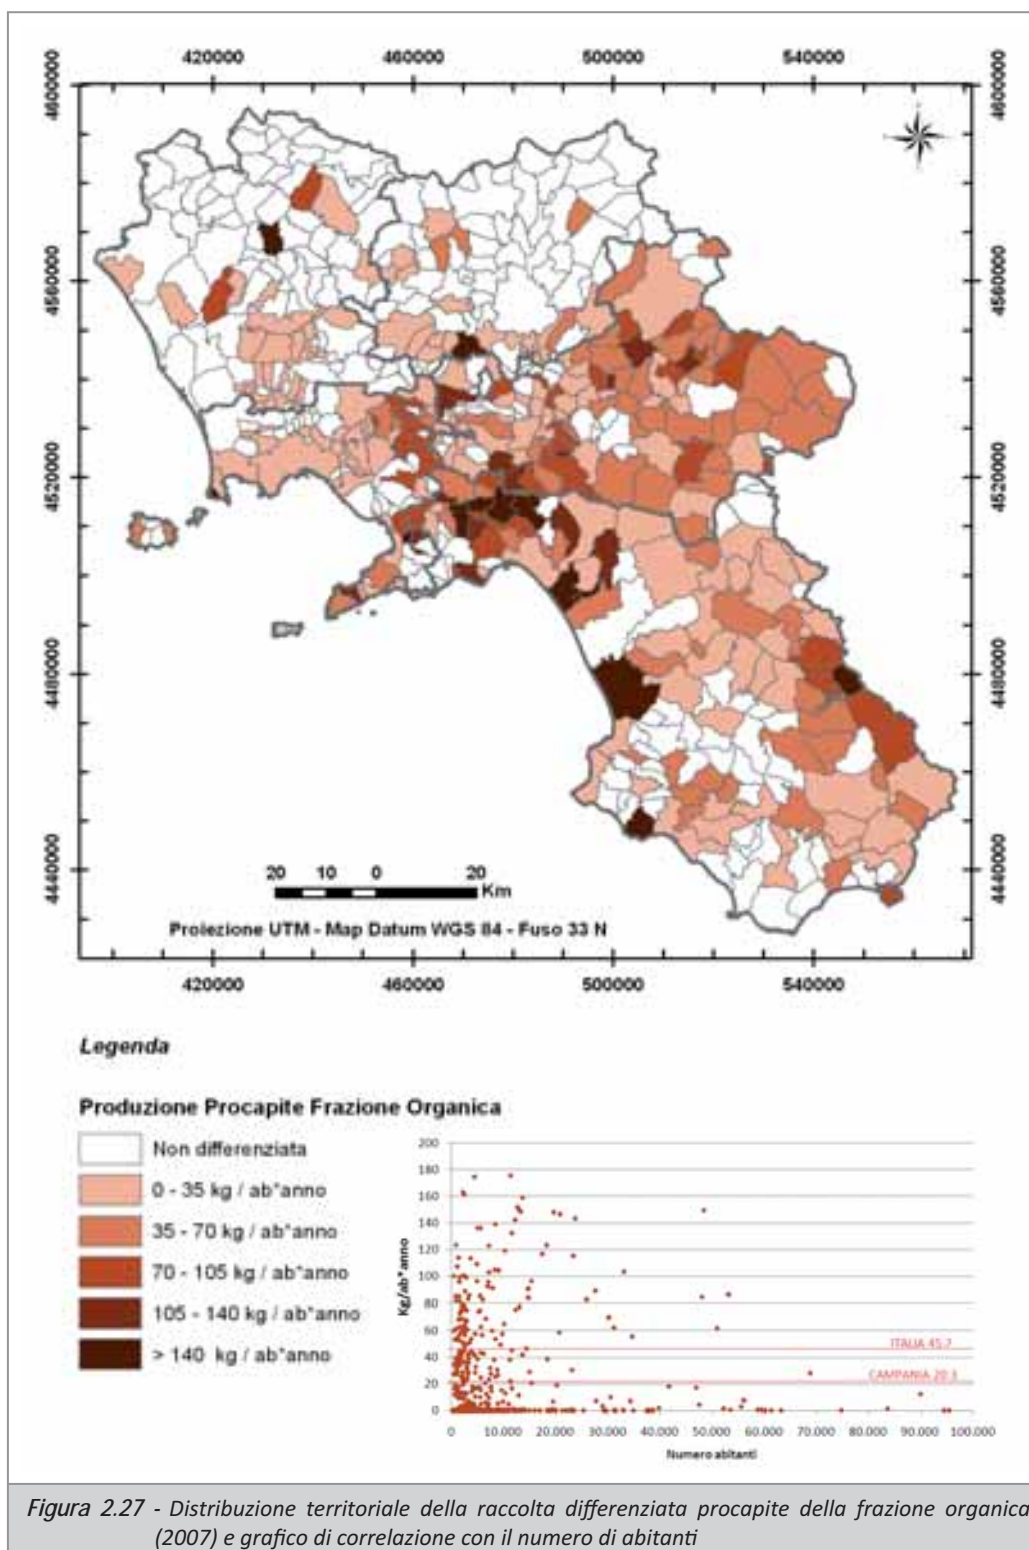 420000 460000 500000 540000
4600000 4600000
4560000 4560000
4520000 4520000
4480000 4480000
4440000 4440000
20 10 0 20
Km
Proiezione UTM - Map Datum WGS 84 - Fuso 33 N
420000 460000 500000 540000
Legenda
Produzione Procapite Frazione Organica
Non differenziata
0 - 35 kg / ab*anno
35 - 70 kg / ab*anno
70 - 105 kg / ab*anno
105 - 140 kg / ab*anno
> 140 kg / ab*anno
Kg/ab*anno
200
180
160
140
120
100
80
60
40
20
0
ITALIA 45.7
CAMPANIA 20.3
0 10.000 20.000 30.000 40.000 50.000 60.000 70.000 80.000 90.000 100.000
Numero abitanti
Figura 2.27 - Distribuzione territoriale della raccolta differenziata procapite della frazione organica
(2007) e grafico di correlazione con il numero di abitanti